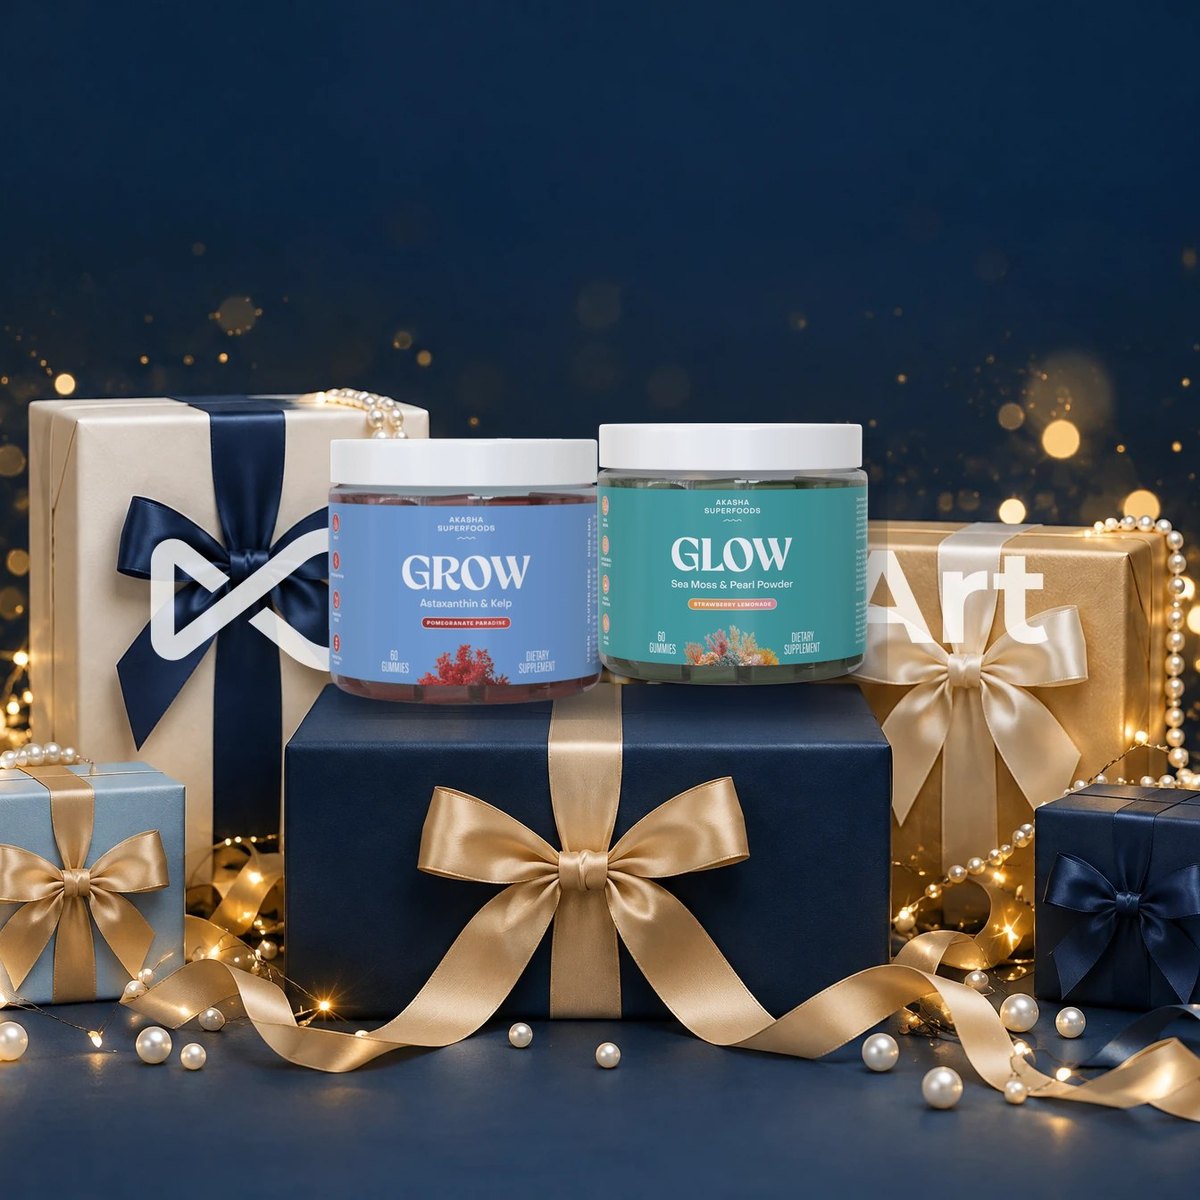 AKASHA
SUPERFOODS
GROW
Astaxanthin & Kelp
POMEGRANATE PARADISE
60
GUMMIES
DIETARY
SUPPLEMENT
AKASHA
SUPERFOODS
GLOW
Sea Moss & Pearl Powder
STRAWBERRY LEMONADE
60
GUMMIES
DIETARY
SUPPLEMENT
Art